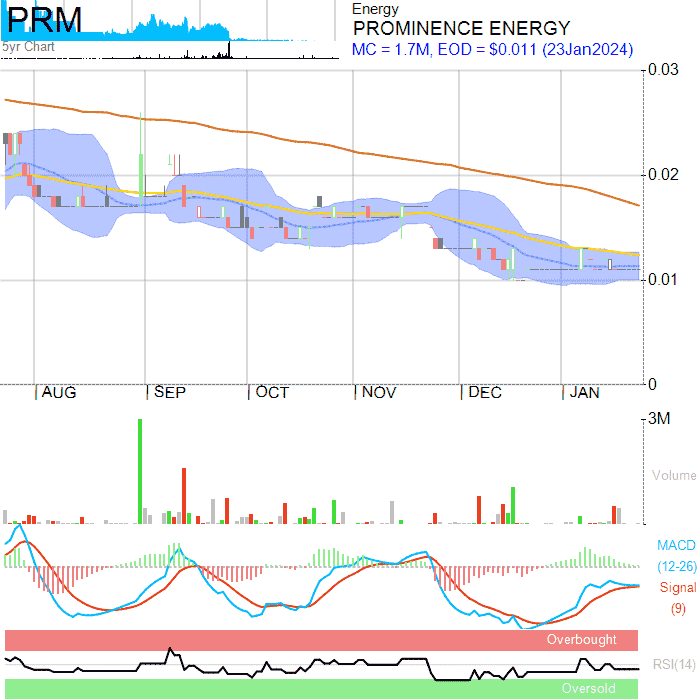 PRM
5yr Chart
Energy
PROMINENCE ENERGY
MC = 1.7M, EOD = $0.011 (23Jan2024)
0.03
0.02
0.01
0
AUG SEP OCT NOV DEC JAN
3M
Volume
MACD
(12-26)
Signal
(9)
Overbought
RSI(14)
Oversold